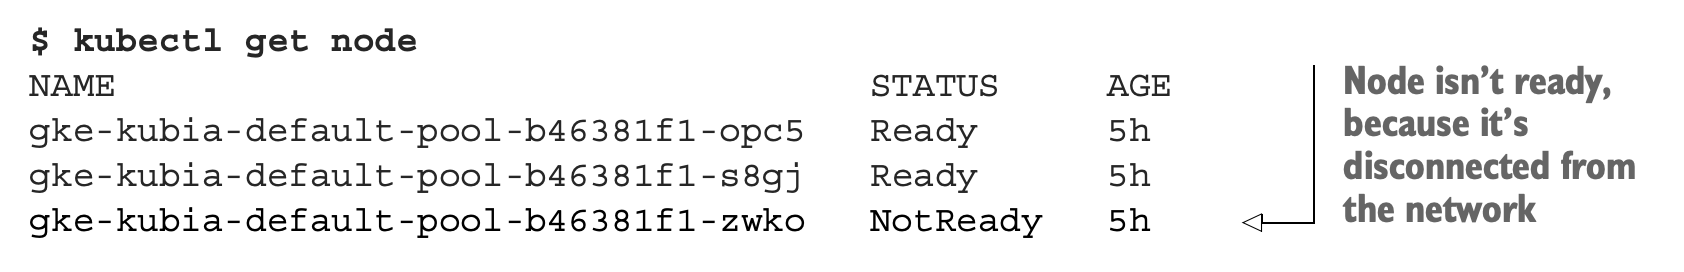 $ kubectl get node
NAME STATUS AGE
gke-kubia-default-pool-b46381f1-opc5 Ready 5h
gke-kubia-default-pool-b46381f1-s8gj Ready 5h
gke-kubia-default-pool-b46381f1-zwko NotReady 5h
Node isn't ready,
because it's
disconnected from
the network